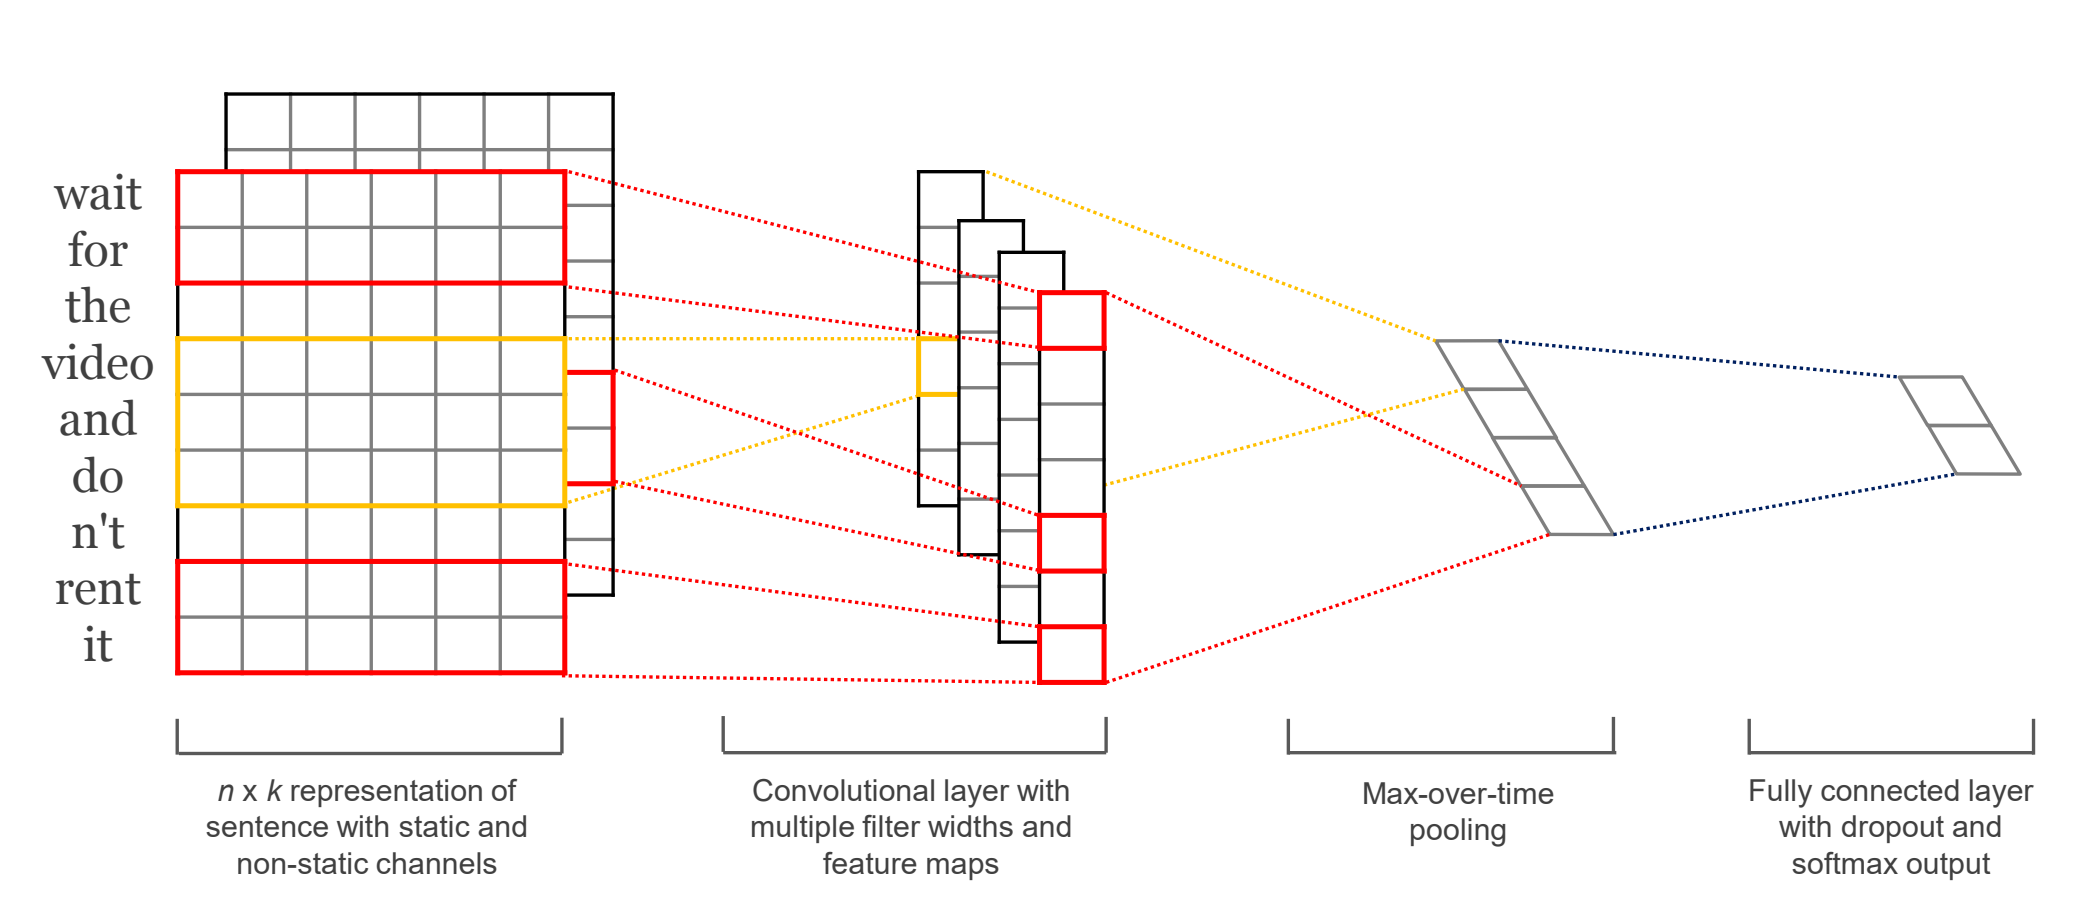 wait
for
the
video
and
do
n't
rent
it
n x k representation of
sentence with static and
non-static channels
Convolutional layer with
multiple filter widths and
feature maps
Max-over-time
pooling
Fully connected layer
with dropout and
softmax output